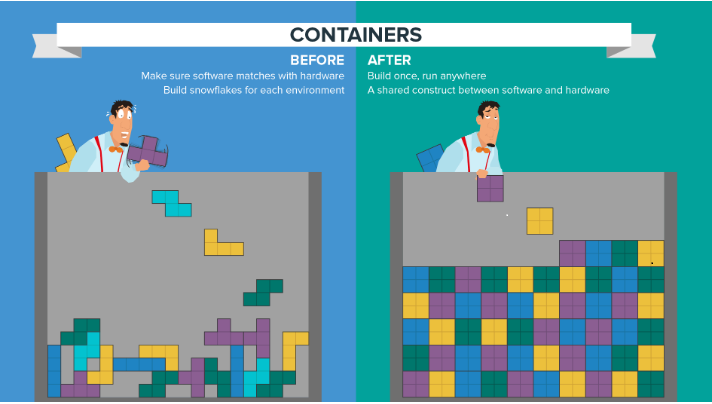 CONTAINERS
BEFORE
Make sure software matches with hardware
Build snowflakes for each environment
AFTER
Build once, run anywhere
A shared construct between software and hardware